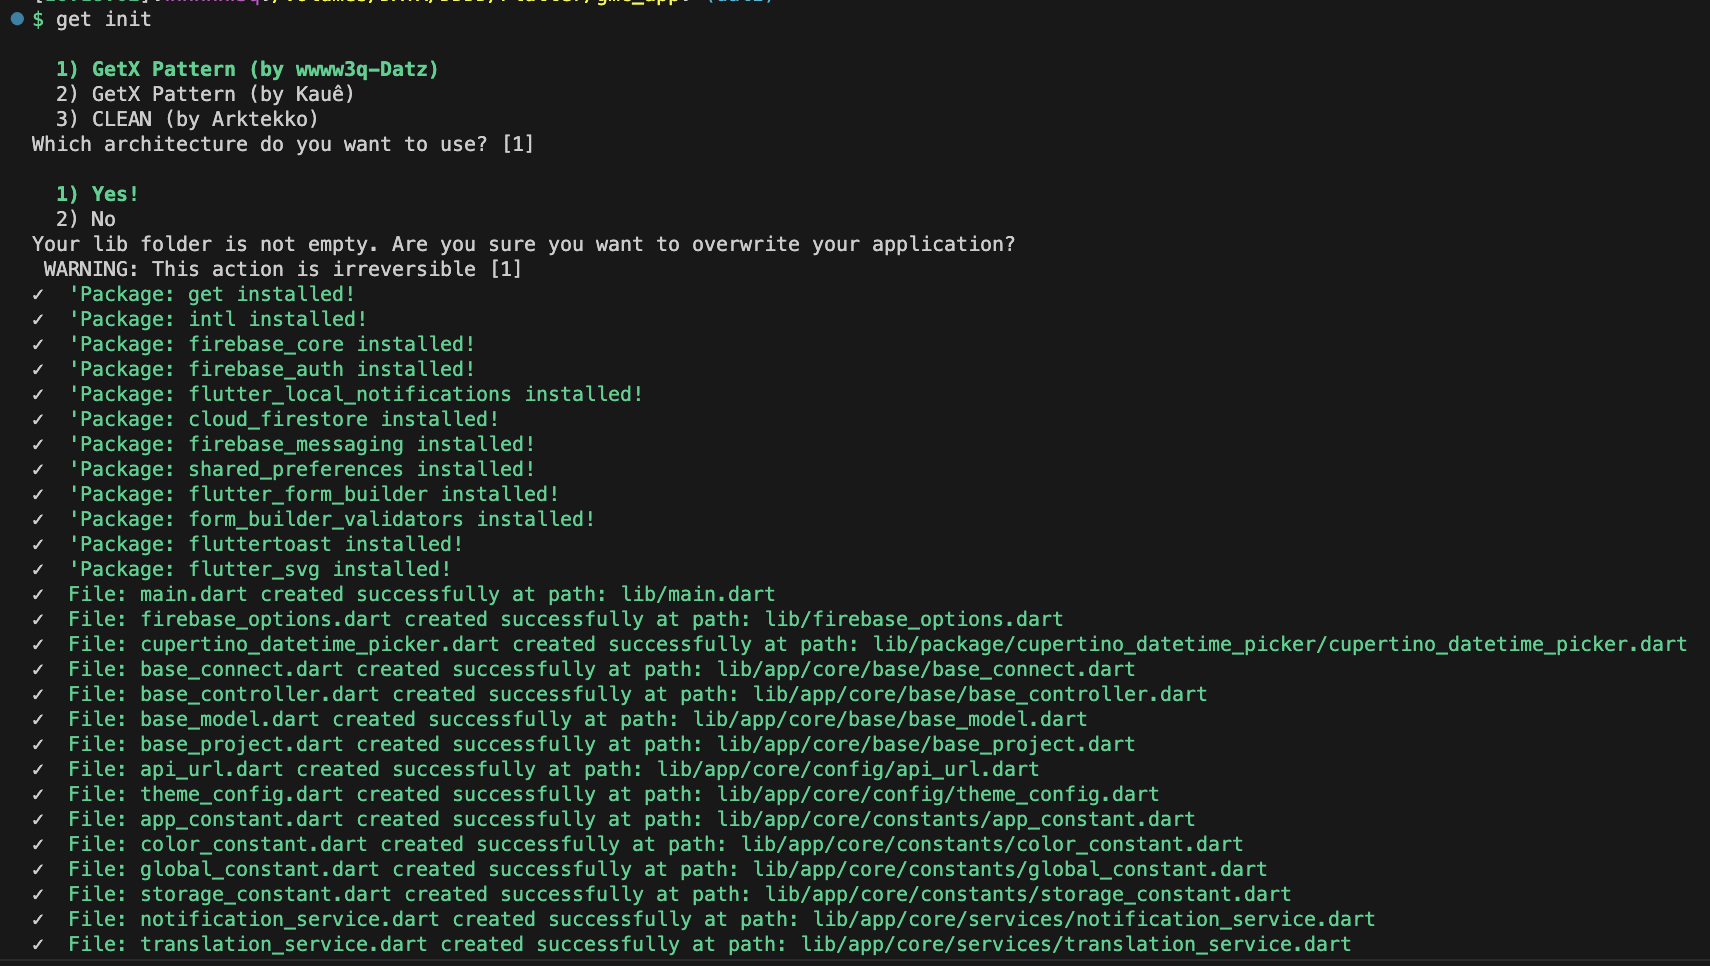 $ get init
1) GetX Pattern (by wwww3q-Datz)
2) GetX Pattern (by Kauê)
3) CLEAN (by Arktekko)
Which architecture do you want to use? [1]
1) Yes!
2) No
Your lib folder is not empty. Are you sure you want to overwrite your application?
WARNING: This action is irreversible [1]
✓ 'Package: get installed!
✓ 'Package: intl installed!
✓ 'Package: firebase_core installed!
✓ 'Package: firebase_auth installed!
✓ 'Package: flutter_local_notifications installed!
✓ 'Package: cloud_firestore installed!
✓ 'Package: firebase_messaging installed!
✓ 'Package: shared_preferences installed!
✓ 'Package: flutter_form_builder installed!
✓ 'Package: form_builder_validators installed!
✓ 'Package: fluttertoast installed!
✓ 'Package: flutter_svg installed!
✓ File: main.dart created successfully at path: lib/main.dart
✓ File: firebase_options.dart created successfully at path: lib/firebase_options.dart
✓ File: cupertino_datetime_picker.dart created successfully at path: lib/package/cupertino_datetime_picker/cupertino_datetime_picker.dart
✓ File: base_connect.dart created successfully at path: lib/app/core/base/base_connect.dart
✓ File: base_controller.dart created successfully at path: lib/app/core/base/base_controller.dart
✓ File: base_model.dart created successfully at path: lib/app/core/base/base_model.dart
✓ File: base_project.dart created successfully at path: lib/app/core/base/base_project.dart
✓ File: api_url.dart created successfully at path: lib/app/core/config/api_url.dart
✓ File: theme_config.dart created successfully at path: lib/app/core/config/theme_config.dart
✓ File: app_constant.dart created successfully at path: lib/app/core/constants/app_constant.dart
✓ File: color_constant.dart created successfully at path: lib/app/core/constants/color_constant.dart
✓ File: global_constant.dart created successfully at path: lib/app/core/constants/global_constant.dart
✓ File: storage_constant.dart created successfully at path: lib/app/core/constants/storage_constant.dart
✓ File: notification_service.dart created successfully at path: lib/app/core/services/notification_service.dart
✓ File: translation_service.dart created successfully at path: lib/app/core/services/translation_service.dart